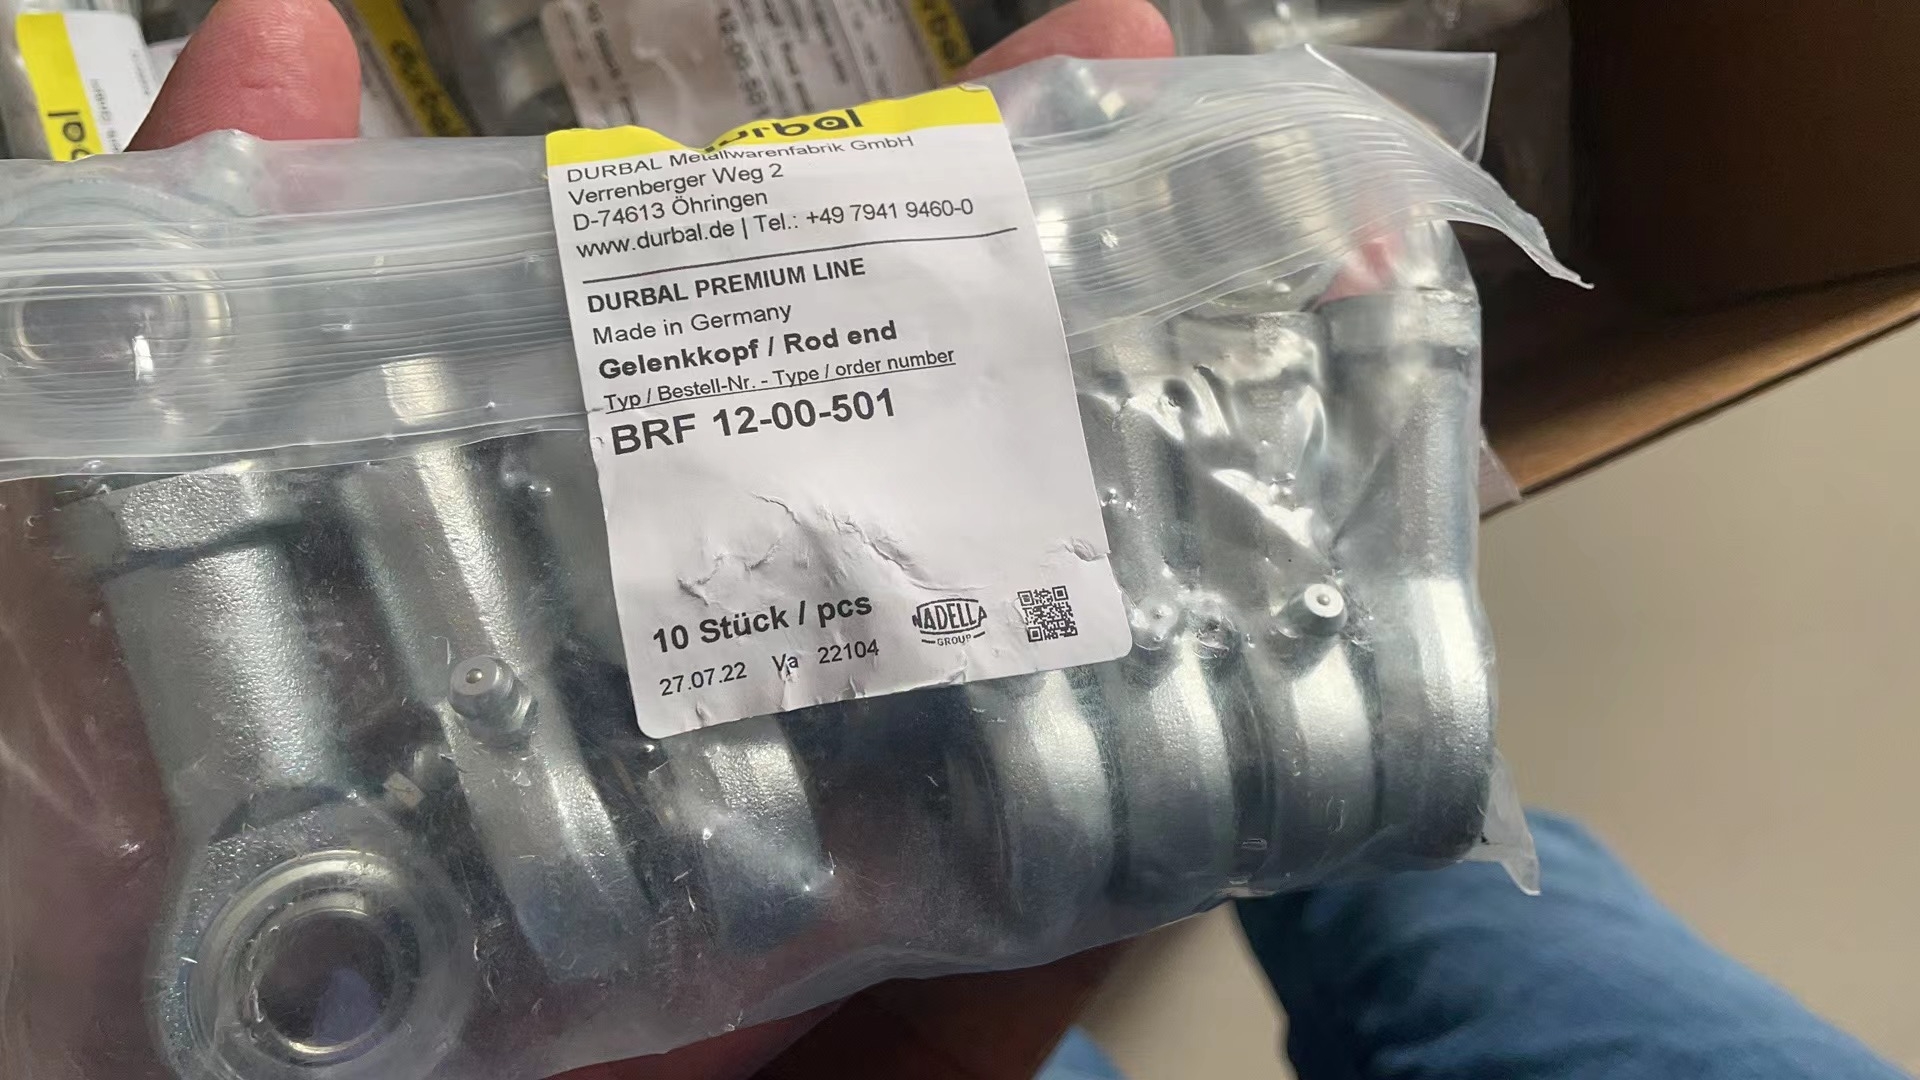 durbal
DURBAL Metallwarenfabrik GmbH
Verrenberger Weg 2
D-74613 Öhringen
www.durbal.de | Tel.: +49 7941 9460-0
DURBAL PREMIUM LINE
Made in Germany
Gelenkkopf / Rod end
Typ / Bestell-Nr. - Type / order number
BRF 12-00-501
10 Stück / pcs
27.07.22 Va 22104
NADELLA
GROUP
durbal